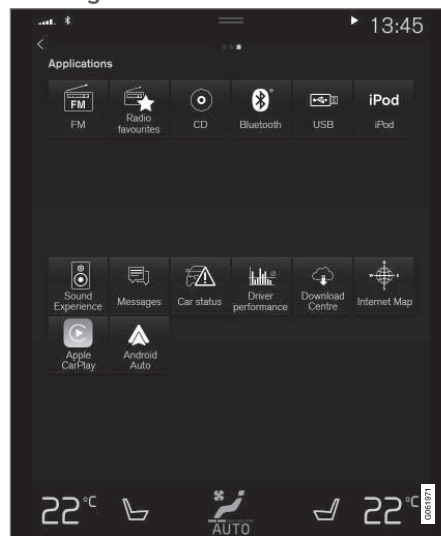 13:45
Applications
FM
FM
Radio
favourites
CD
Bluetooth
USB
iPod
iPod
Sound
Experience
Messages
Car status
Driver
performance
Download
Centre
Internet Map
Apple
CarPlay
Android
Auto
22°C
AUTO
22°C
G061971